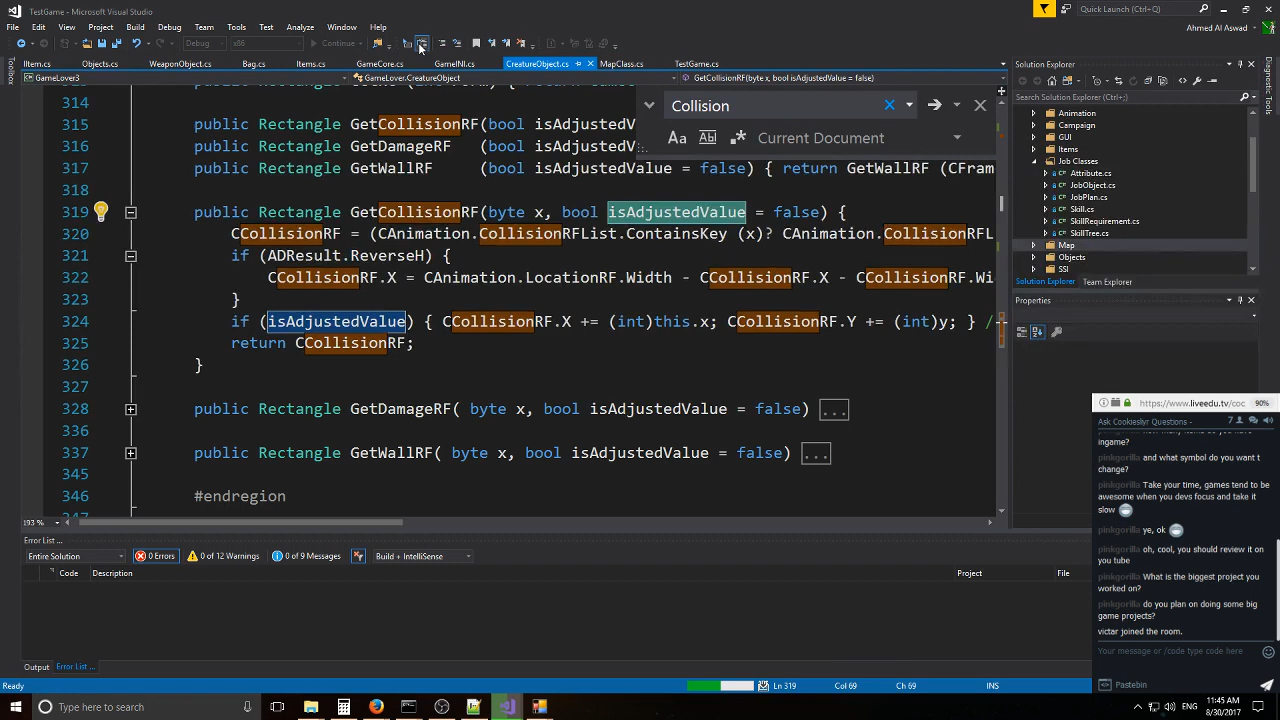 TestGame - Microsoft Visual Studio
Quick Launch (Ctrl+Q)
File Edit View Project Build Debug Team Tools Test Analyze Window Help
Ahmed Al Aswad
Debug x86 Continue
Item.cs Objects.cs WeaponObject.cs Bag.cs Items.cs GameCore.cs GameINI.cs CreatureObject.cs MapClass.cs TestGame.cs
GameLover3 GameLover.CreatureObject GetCollisionRF(byte x, bool isAdjustedValue = false)
Toolbox
Collision
Current Document
314
315 public Rectangle GetCollisionRF(bool isAdjustedV
316 public Rectangle GetDamageRF (bool isAdjustedV
317 public Rectangle GetWallRF (bool isAdjustedValue = false) { return GetWallRF (CFram
318
319 public Rectangle GetCollisionRF(byte x, bool isAdjustedValue = false) {
320 CCollisionRF = (CAnimation.CollisionRFList.ContainsKey (x)? CAnimation.CollisionRFL
321 if (ADResult.ReverseH) {
322 CCollisionRF.X = CAnimation.LocationRF.Width - CCollisionRF.X - CCollisionRF.Wi
323 }
324 if (isAdjustedValue) { CCollisionRF.X += (int)this.x; CCollisionRF.Y += (int)y; } /
325 return CCollisionRF;
326 }
327
328 public Rectangle GetDamageRF( byte x, bool isAdjustedValue = false) ...
336
337 public Rectangle GetWallRF( byte x, bool isAdjustedValue = false) ...
345
346 #endregion
193 %
Solution Explorer
Search Solution Explorer (Ctrl+;)
Animation
Campaign
GUI
Items
Job Classes
Attribute.cs
JobObject.cs
JobPlan.cs
Skill.cs
SkillRequirement.cs
SkillTree.cs
Map
Objects
SSI
Solution Explorer Team Explorer
Properties
Diagnostic Tools
Error List ...
Entire Solution 0 Errors 0 of 12 Warnings 0 of 9 Messages Build + IntelliSense
Code Description Project File
Output Error List ...
Ready Ln 319 Col 69 Ch 69 INS
https://www.liveedu.tv/coc 90%
Ask Cookiesliyr Questions - 7
ingame?
pinkgorilla and what symbol do you want t
change?
pinkgorilla Take your time, games tend to be
awesome when you devs focus and take it
slow
pinkgorilla ye, ok
pinkgorilla oh, cool, you should review it on
you tube
pinkgorilla What is the biggest project you
worked on?
pinkgorilla do you plan on doing some big
game projects?
victar joined the room.
Your message or /code type code here
Pastebin
Type here to search
ENG
11:45 AM
8/30/2017